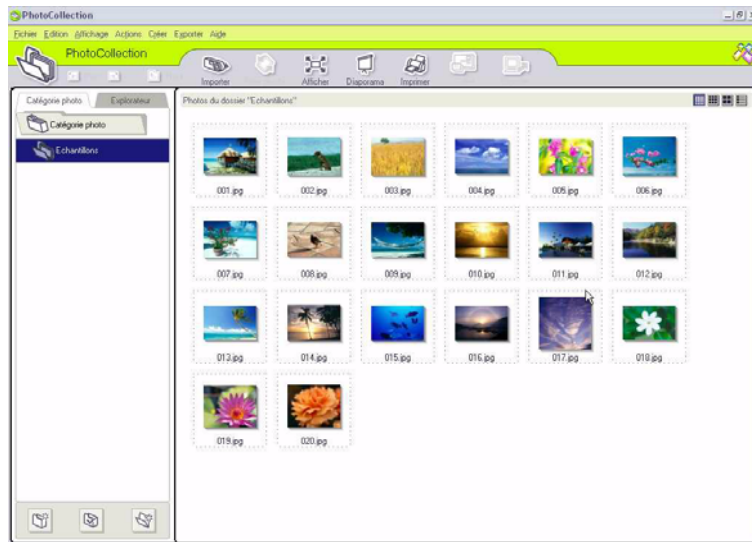 PhotoCollection
Fichier Edition Affichage Actions Créer Exporter Aide
PhotoCollection
Importer Afficher Diaporama Imprimer
Catégorie photo Explorateur
Photos du dossier "Echantillons"
Catégorie photo
Echantillons
001.jpg 002.jpg 003.jpg 004.jpg 005.jpg 006.jpg
007.jpg 008.jpg 009.jpg 010.jpg 011.jpg 012.jpg
013.jpg 014.jpg 015.jpg 016.jpg 017.jpg 018.jpg
019.jpg 020.jpg